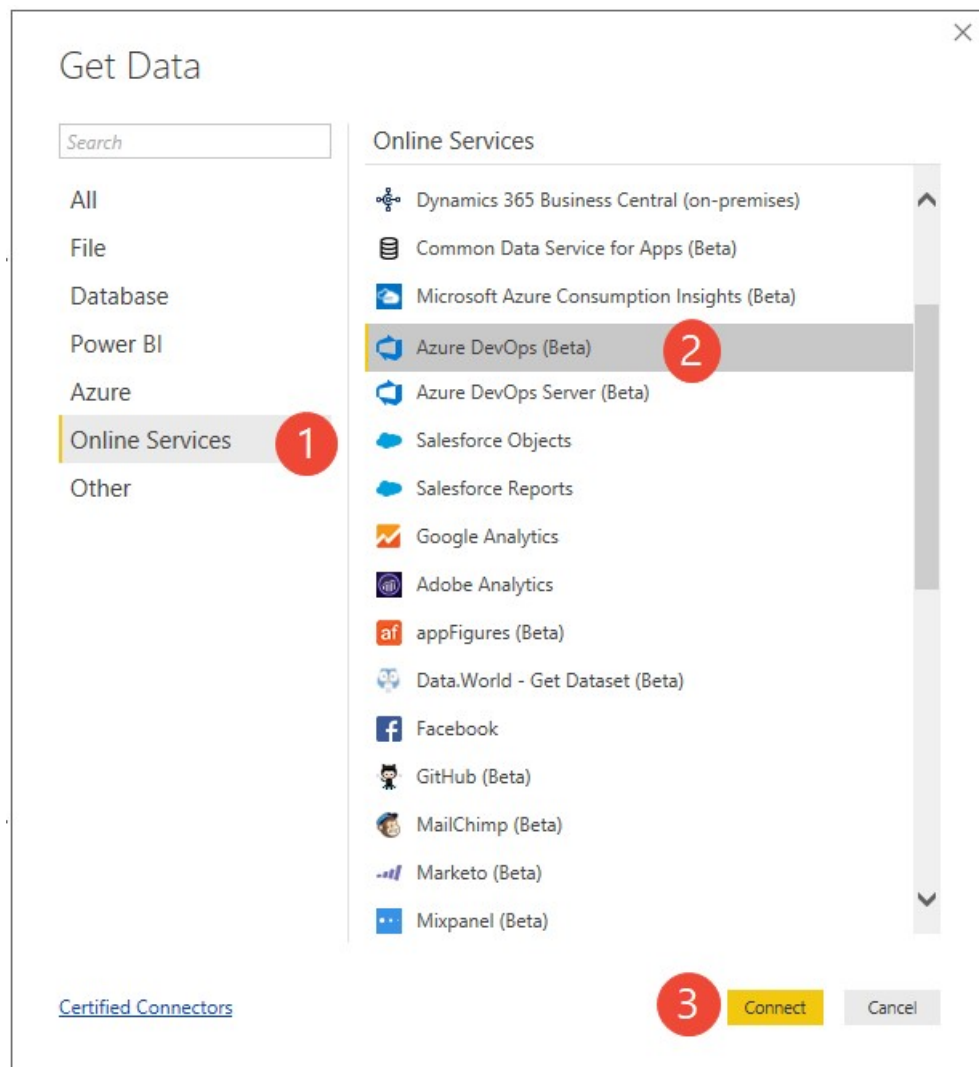 Get Data
Search
All
File
Database
Power BI
Azure
Online Services
1
Other
Online Services
Dynamics 365 Business Central (on-premises)
Common Data Service for Apps (Beta)
Microsoft Azure Consumption Insights (Beta)
Azure DevOps (Beta)
2
Azure DevOps Server (Beta)
Salesforce Objects
Salesforce Reports
Google Analytics
Adobe Analytics
af appFigures (Beta)
Data.World - Get Dataset (Beta)
Facebook
GitHub (Beta)
MailChimp (Beta)
Marketo (Beta)
Mixpanel (Beta)
Certified Connectors
3
Connect
Cancel